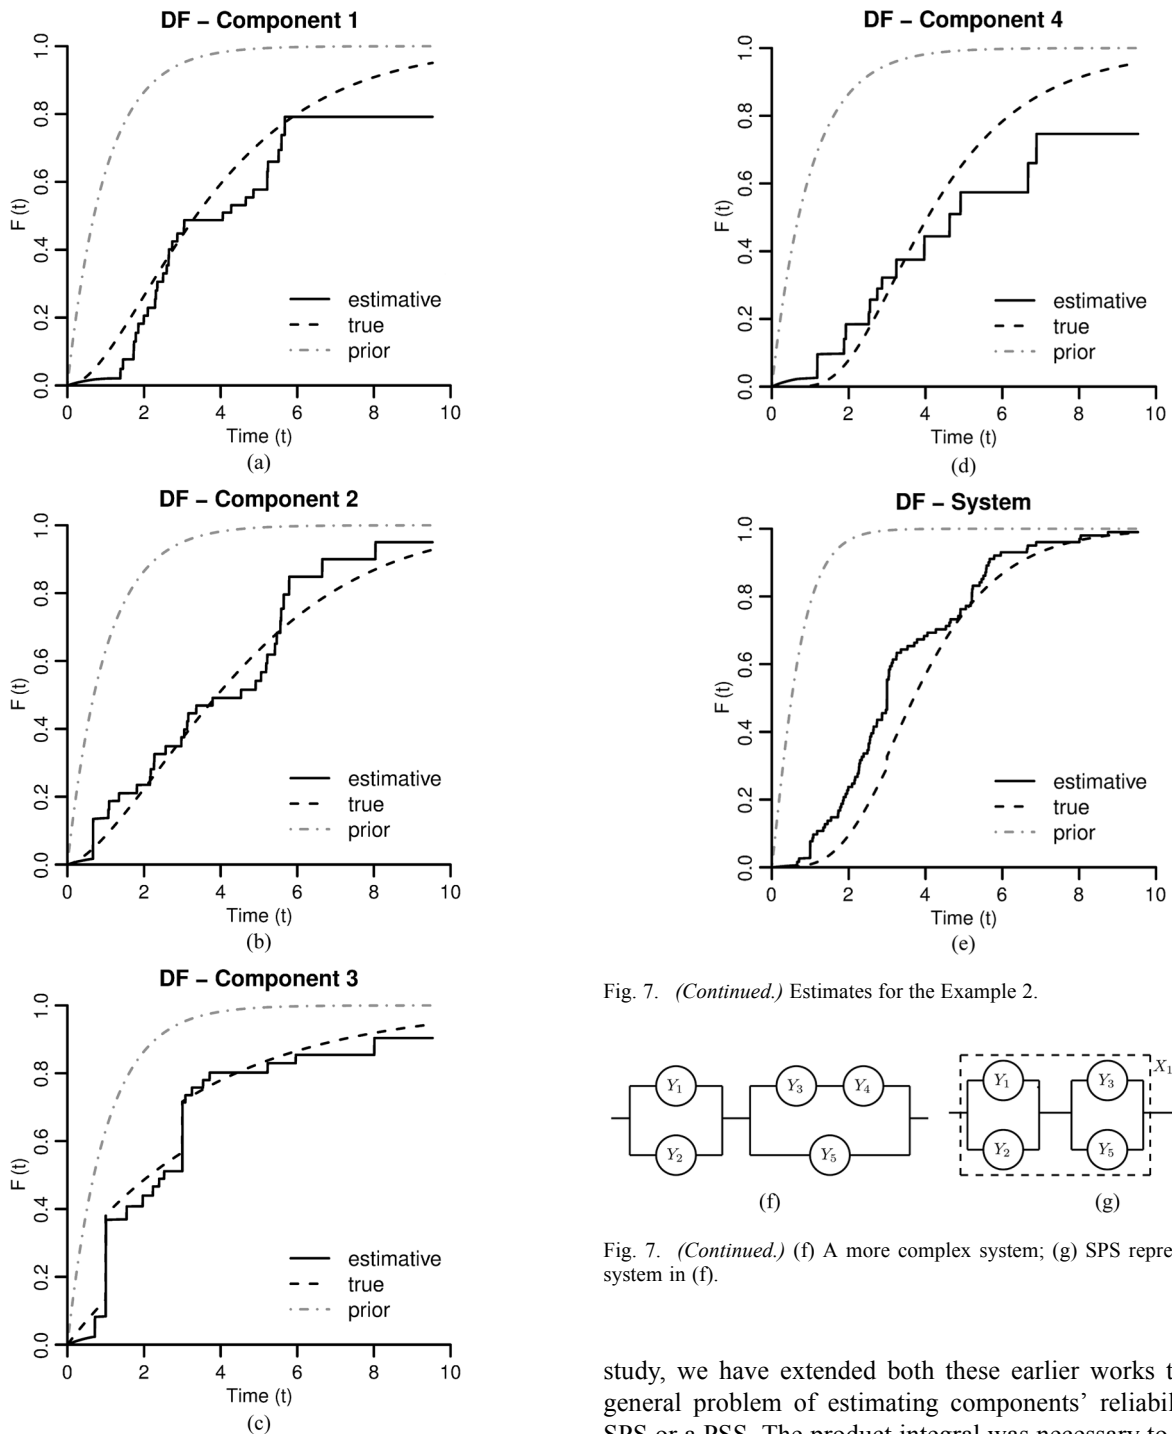 DF – Component 1
F (t)
0.0 0.2 0.4 0.6 0.8 1.0
estimative
true
prior
0 2 4 6 8 10
Time (t)
(a)
DF – Component 2
F (t)
0.0 0.2 0.4 0.6 0.8 1.0
estimative
true
prior
0 2 4 6 8 10
Time (t)
(b)
DF – Component 3
F (t)
0.0 0.2 0.4 0.6 0.8 1.0
estimative
true
prior
0 2 4 6 8 10
Time (t)
(c)
DF – Component 4
F (t)
0.0 0.2 0.4 0.6 0.8 1.0
estimative
true
prior
0 2 4 6 8 10
Time (t)
(d)
DF – System
F (t)
0.0 0.2 0.4 0.6 0.8 1.0
estimative
true
prior
0 2 4 6 8 10
Time (t)
(e)
Fig. 7. (Continued.) Estimates for the Example 2.
Y1 Y3 Y4
Y2 Y5
(f)
Y1 Y3 X1
Y2 Y5
(g)
Fig. 7. (Continued.) (f) A more complex system; (g) SPS repre
system in (f).
study, we have extended both these earlier works t
general problem of estimating components' reliabil
SPS or a PSS. The product integral was necessary to